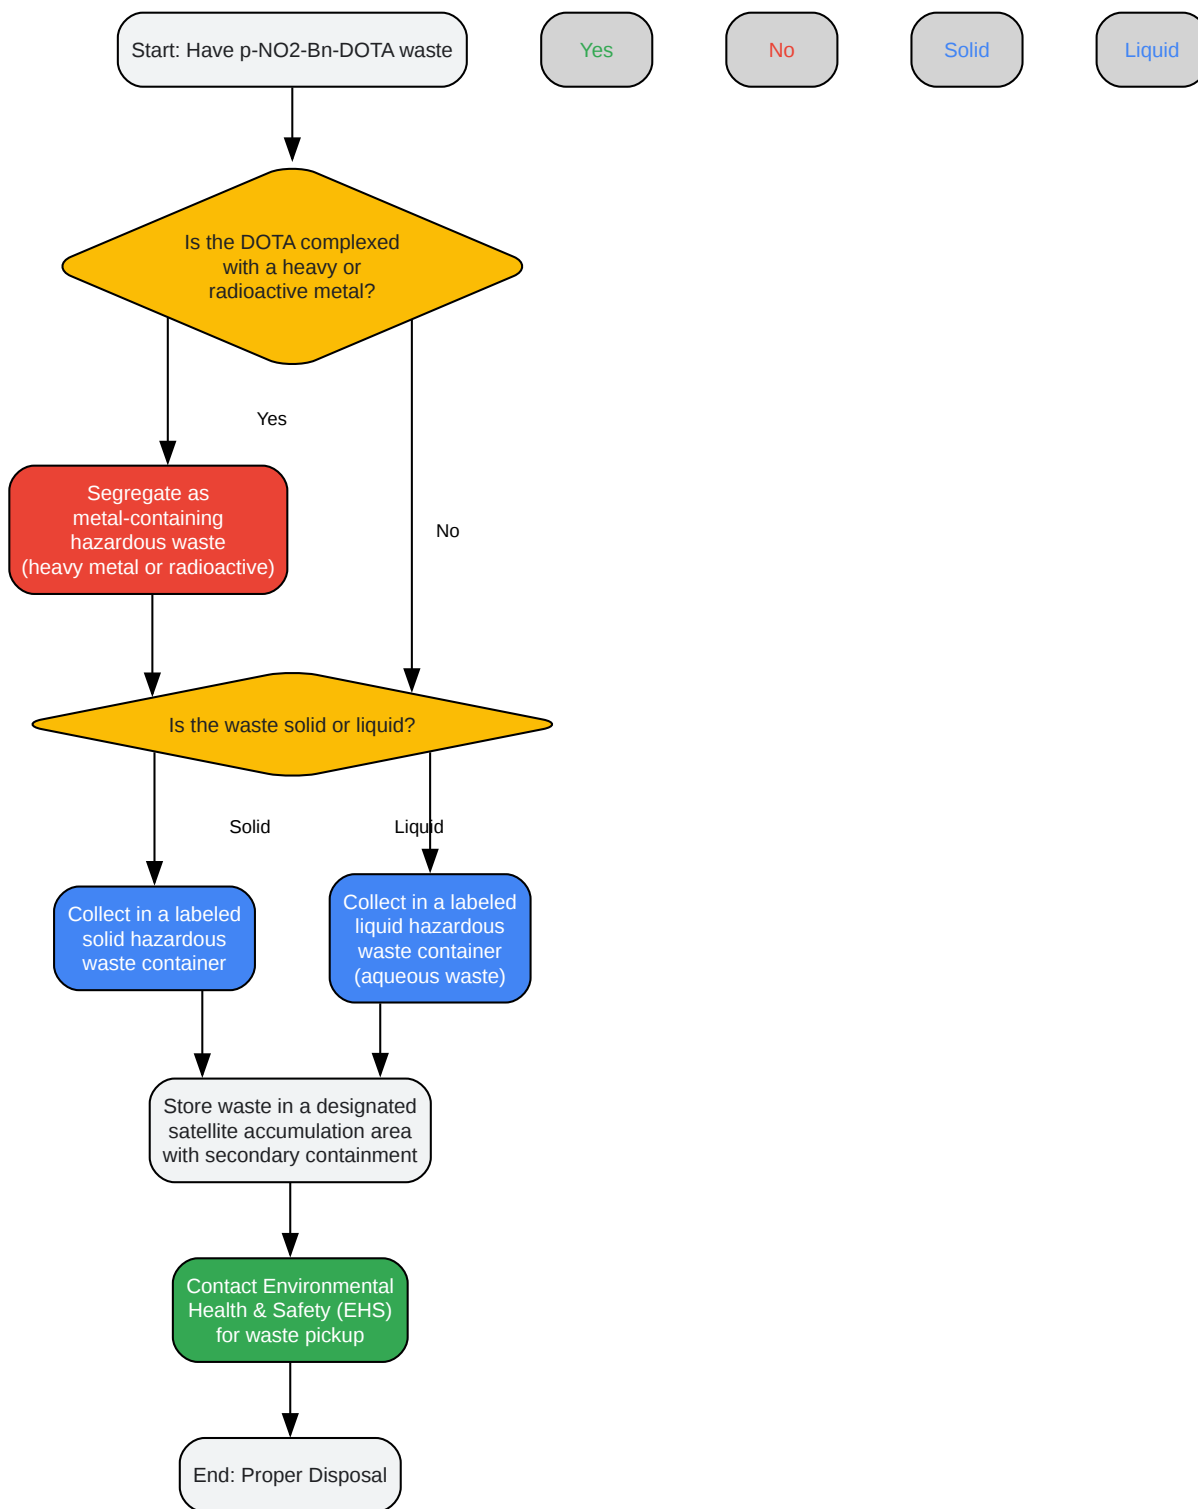 Start: Have p-NO2-Bn-DOTA waste
Yes
No
Solid
Liquid
Is the DOTA complexed
with a heavy or
radioactive metal?
Yes
Segregate as
metal-containing
hazardous waste
(heavy metal or radioactive)
No
Is the waste solid or liquid?
Solid
Liquid
Collect in a labeled
solid hazardous
waste container
Collect in a labeled
liquid hazardous
waste container
(aqueous waste)
Store waste in a designated
satellite accumulation area
with secondary containment
Contact Environmental
Health & Safety (EHS)
for waste pickup
End: Proper Disposal